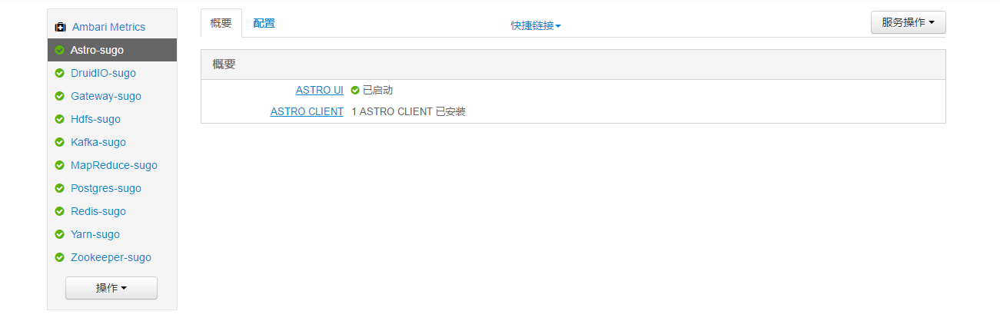 Ambari Metrics
Astro-sugo
DruidIO-sugo
Gateway-sugo
Hdfs-sugo
Kafka-sugo
MapReduce-sugo
Postgres-sugo
Redis-sugo
Yarn-sugo
Zookeeper-sugo
操作
概要 配置 快捷链接 服务操作
概要
ASTRO UI 已启动
ASTRO CLIENT 1 ASTRO CLIENT 已安装